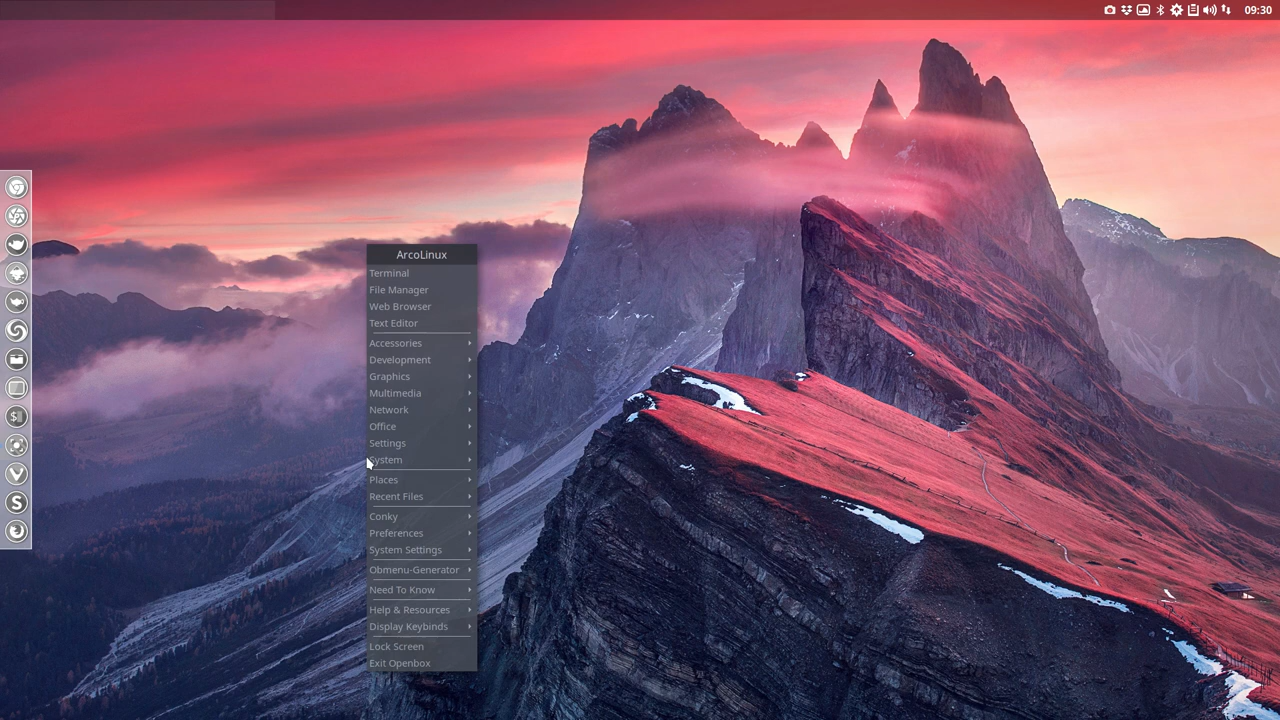 09:30
ArcoLinux
Terminal
File Manager
Web Browser
Text Editor
Accessories
Development
Graphics
Multimedia
Network
Office
Settings
System
Places
Recent Files
Conky
Preferences
System Settings
Obmenu-Generator
Need To Know
Help & Resources
Display Keybinds
Lock Screen
Exit Openbox